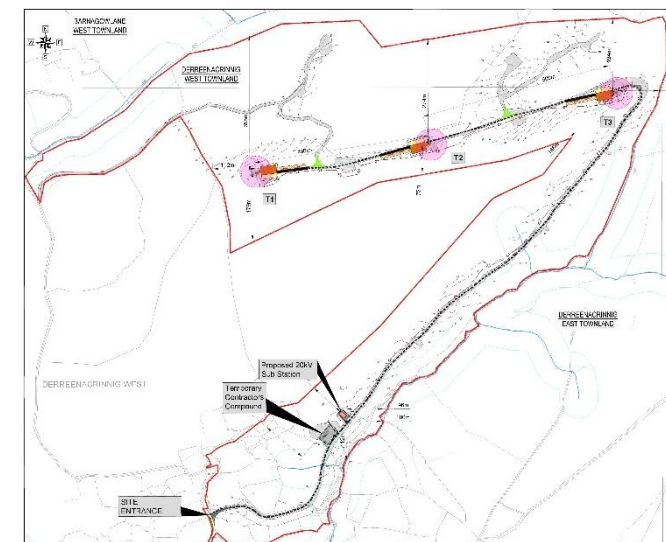 BARNAGOWLANE
WEST TOWNLAND
DERREENACRINNIG
WEST TOWNLAND
T3
T2
T1
DERREENACRINNIG
EAST TOWNLAND
Proposed 20kV
Sub Station
DERREENACRINNIG WEST
Temporary
Contractors
Compound
SITE
ENTRANCE